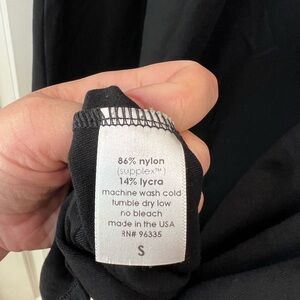 86% nylon
(supplex™)
14% lycra
machine wash cold
tumble dry low
no bleach
made in the USA
RN# 96335
S